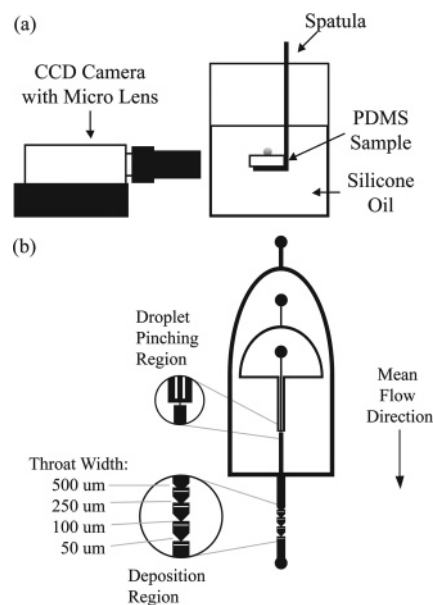 (a)
Spatula
CCD Camera
with Micro Lens
PDMS
Sample
Silicone
Oil
(b)
Droplet
Pinching
Region
Mean
Flow
Direction
Throat Width:
500 um
250 um
100 um
50 um
Deposition
Region